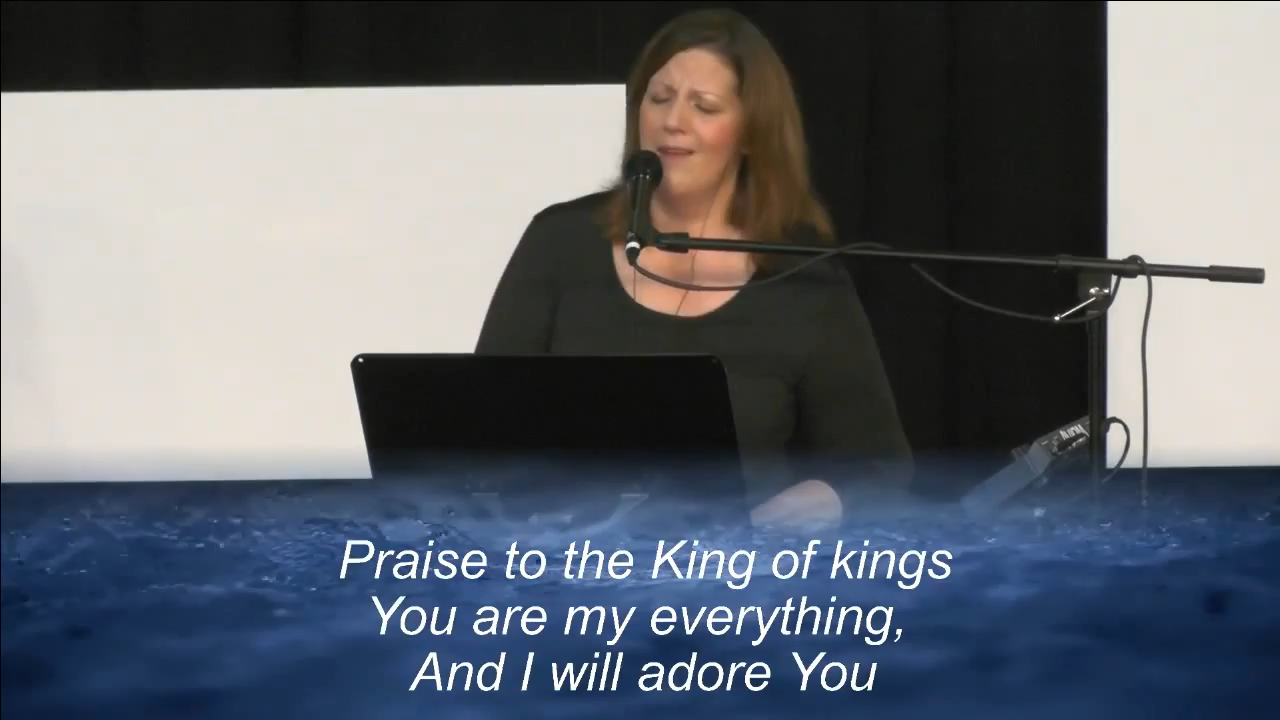 Praise to the King of kings
You are my everything,
And I will adore You